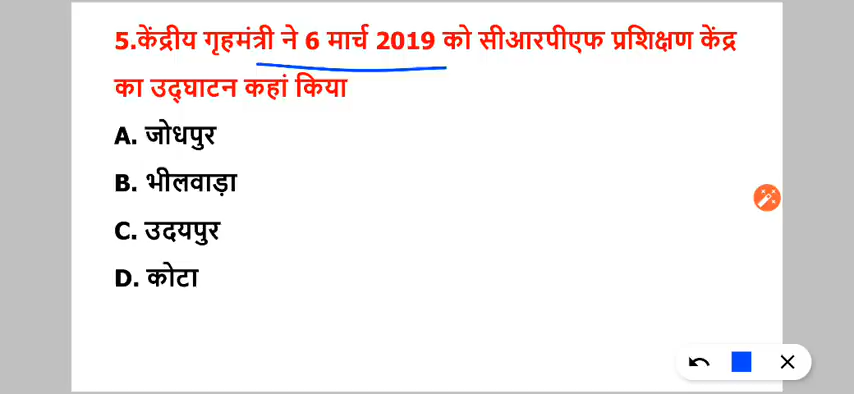 5.केंद्रीय गृहमंत्री ने 6 मार्च 2019 को सीआरपीएफ प्रशिक्षण केंद्र
का उद्घाटन कहां किया
A. जोधपुर
B. भीलवाड़ा
C. उदयपुर
D. कोटा